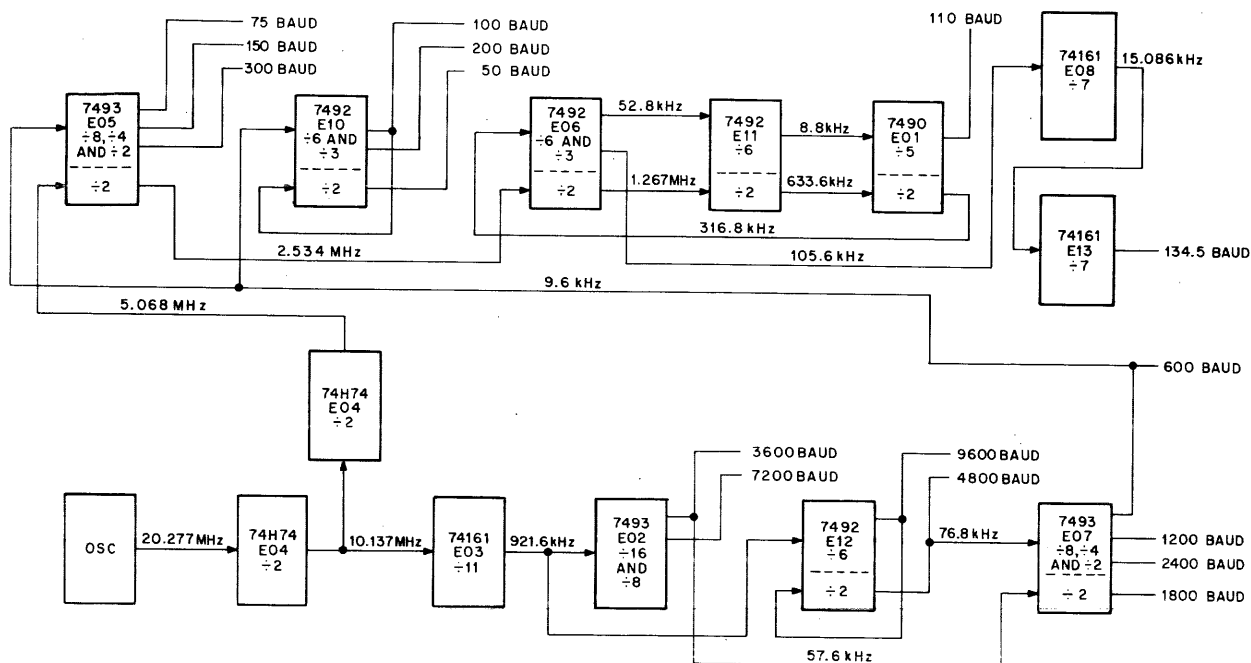 75 BAUD
150 BAUD
300 BAUD
7493
E05
÷8,÷4
AND ÷2
÷2
100 BAUD
200 BAUD
50 BAUD
7492
E10
÷6 AND
÷3
÷2
7492
E06
÷6 AND
÷3
÷2
52.8kHz
1.267MHz
7492
E11
÷6
÷2
8.8kHz
633.6kHz
7490
E01
÷5
÷2
110 BAUD
74161
E08
÷7
15.086kHz
74161
E13
÷7
134.5 BAUD
316.8 kHz
105.6 kHz
2.534 MHz
9.6 kHz
5.068 MHz
600 BAUD
74H74
E04
÷2
OSC
20.277MHz
74H74
E04
÷2
10.137MHz
74161
E03
÷11
921.6kHz
7493
E02
÷16
AND
÷8
3600 BAUD
7200 BAUD
7492
E12
÷6
÷2
9600 BAUD
4800 BAUD
76.8 kHz
7493
E07
÷8,÷4
AND ÷2
÷2
1200 BAUD
2400 BAUD
1800 BAUD
57.6 kHz